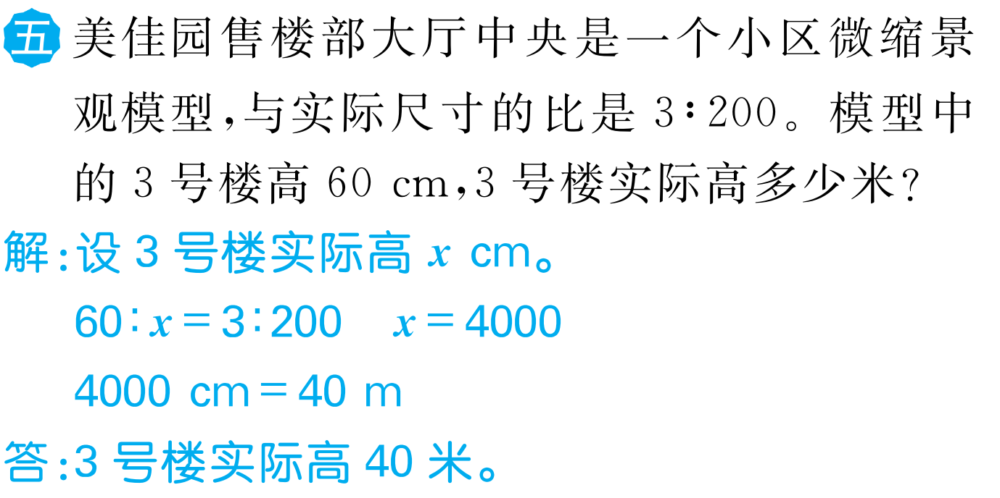 五 美佳园售楼部大厅中央是一个小区微缩景
观模型,与实际尺寸的比是 3∶200。模型中
的 3 号楼高 60 cm,3 号楼实际高多少米?
解:设 3 号楼实际高 x cm。
60∶x=3∶200 x=4000
4000 cm=40 m
答:3 号楼实际高 40 米。